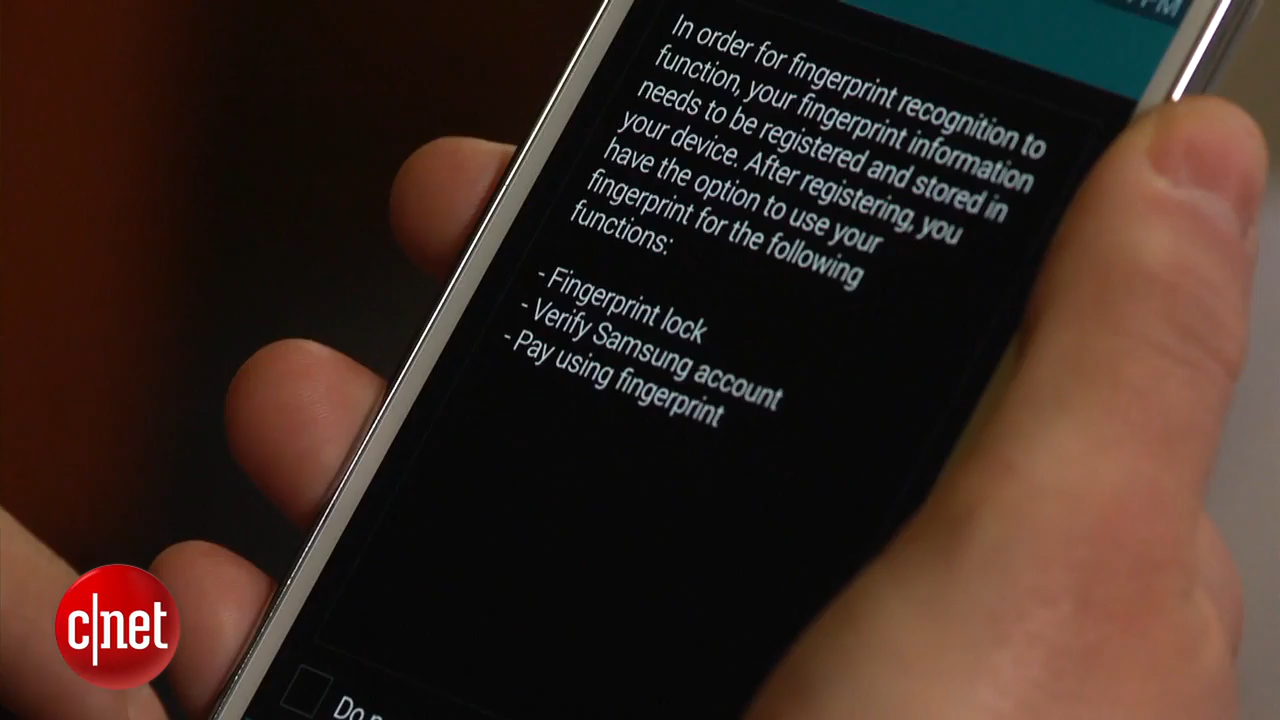 PM
In order for fingerprint recognition to
function, your fingerprint information
needs to be registered and stored in
your device. After registering, you
have the option to use your
fingerprint for the following
functions:
- Fingerprint lock
- Verify Samsung account
- Pay using fingerprint
Do
c|net